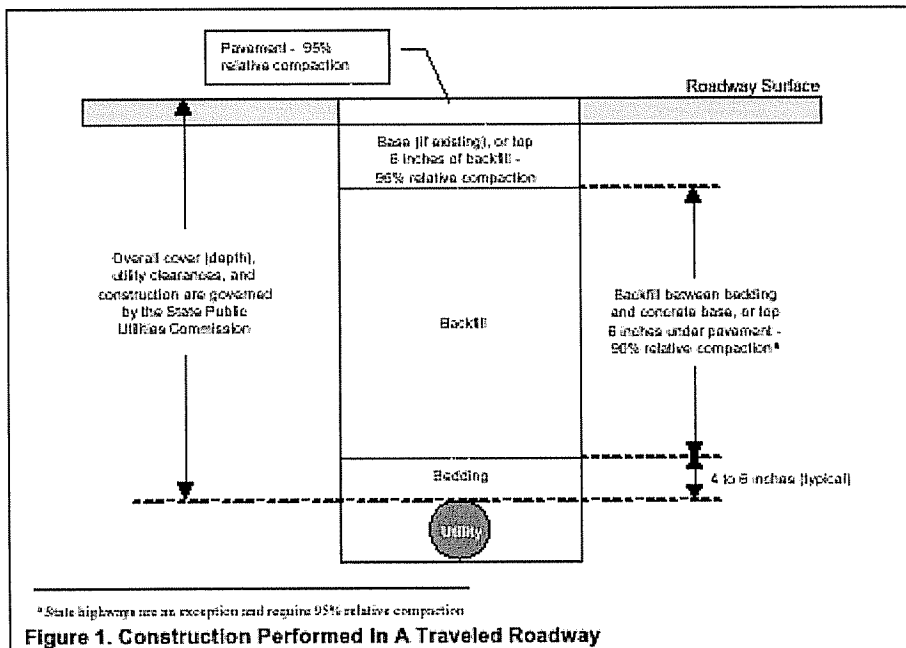 Pavement - 95%
relative compaction
Roadway Surface
Base (if existing), or top
6 inches of backfill -
95% relative compaction
Overall cover (depth),
utility clearances, and
construction are governed
by the State Public
Utilities Commission
Backfill
Backfill between bedding
and concrete base, or top
6 inches under pavement -
90% relative compaction*
Bedding
4 to 6 inches (typical)
Utility
* State highways are an exception and require 95% relative compaction
Figure 1. Construction Performed In A Traveled Roadway